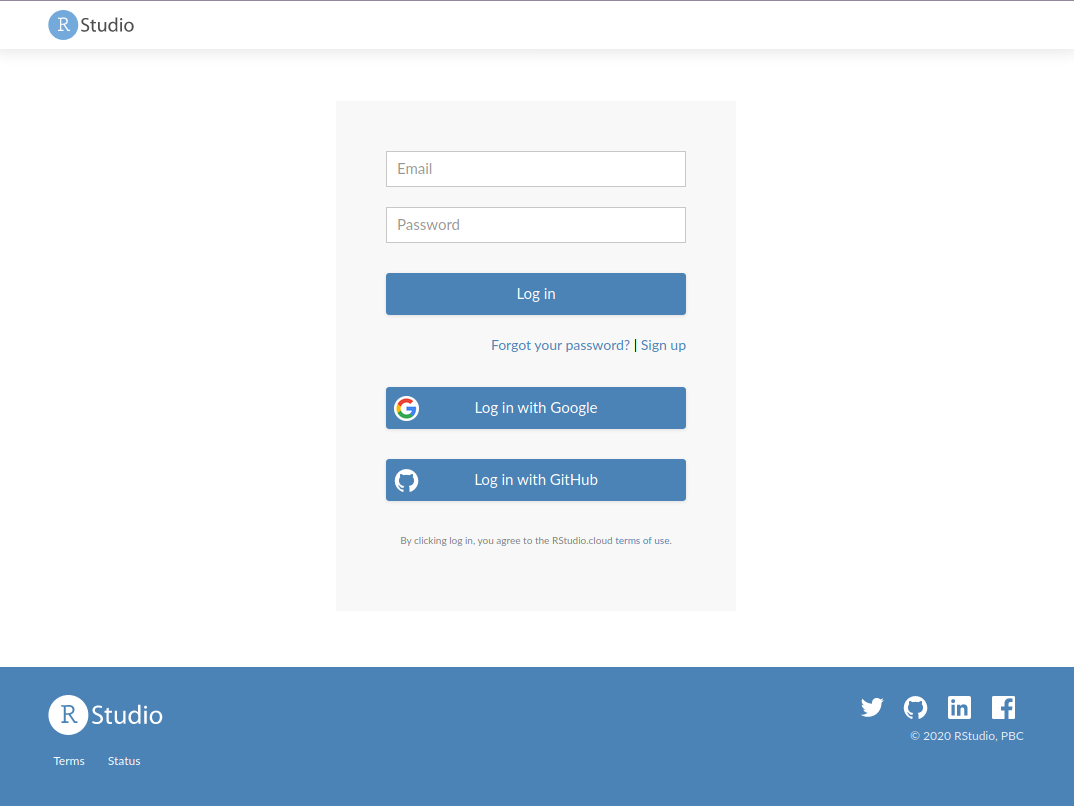 R Studio
Email
Password
Log in
Forgot your password? | Sign up
Log in with Google
Log in with GitHub
By clicking log in, you agree to the RStudio.cloud terms of use.
R Studio
© 2020 RStudio, PBC
Terms Status